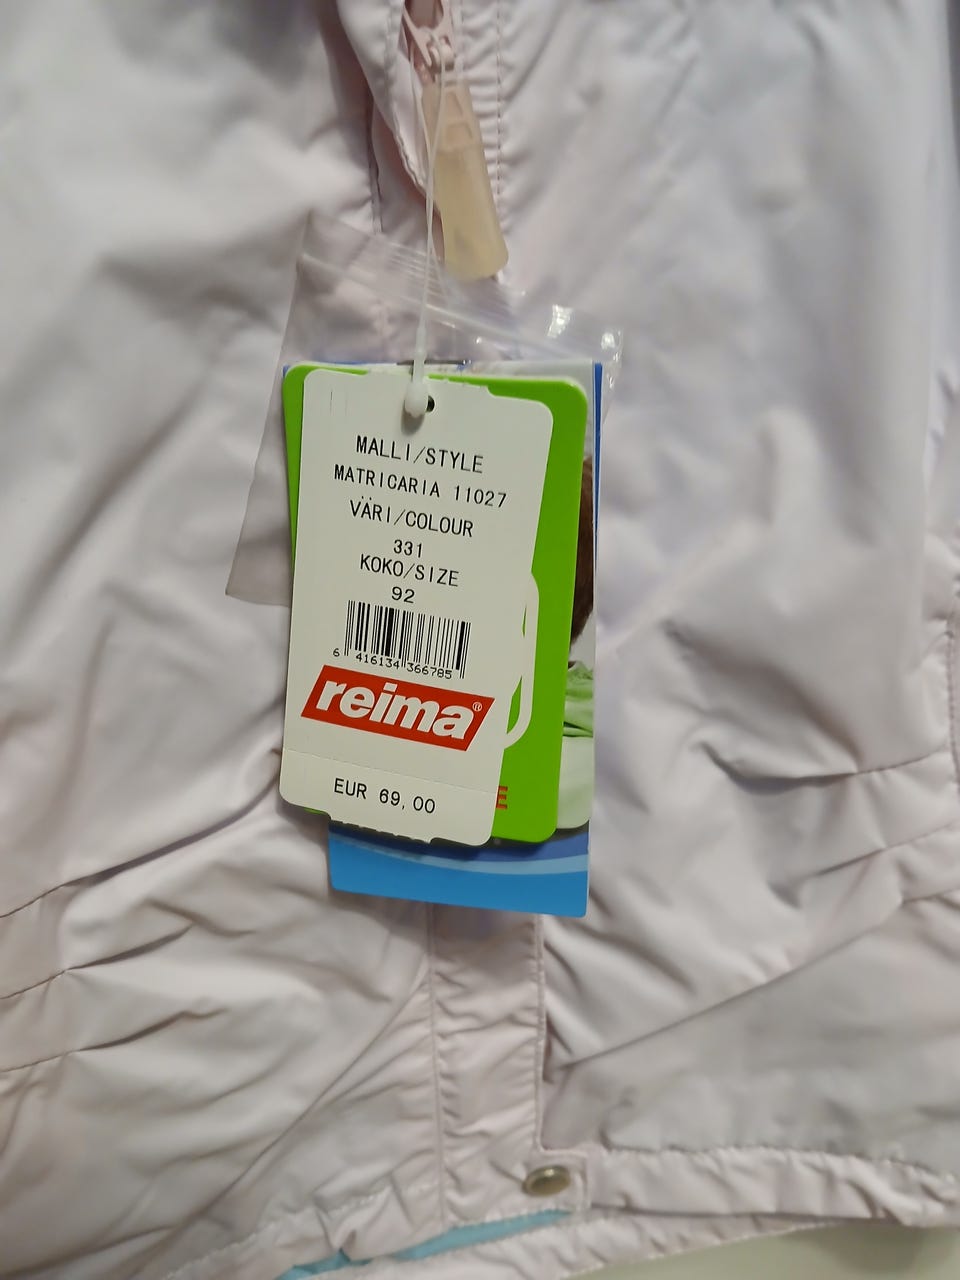 MALLI/STYLE
MATRICARIA 11027
VÄRI/COLOUR
331
KOKO/SIZE
92
6 416134 366785
reima®
EUR 69,00
E